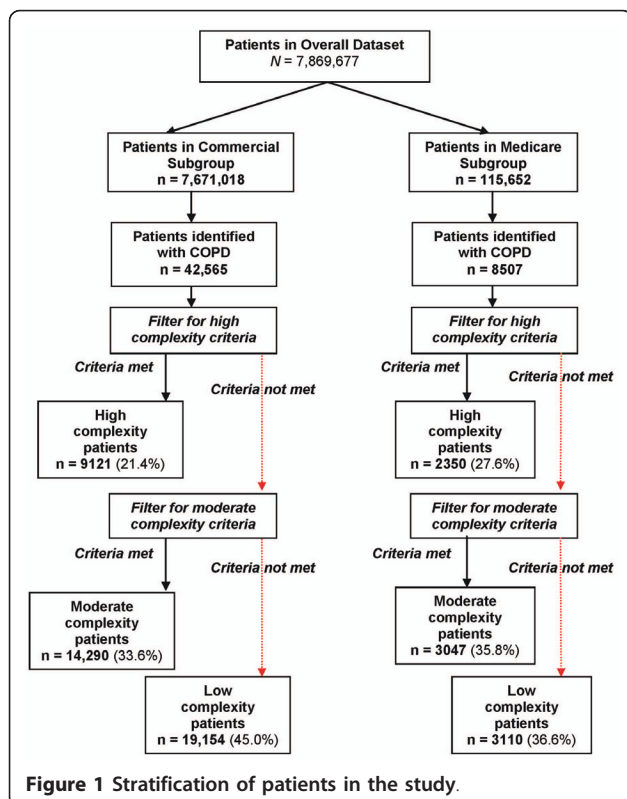 Patients in Overall Dataset
N = 7,869,677
Patients in Commercial
Subgroup
n = 7,671,018
Patients in Medicare
Subgroup
n = 115,652
Patients identified
with COPD
n = 42,565
Patients identified
with COPD
n = 8507
Filter for high
complexity criteria
Filter for high
complexity criteria
Criteria met
Criteria not met
Criteria met
Criteria not met
High
complexity
patients
n = 9121 (21.4%)
High
complexity
patients
n = 2350 (27.6%)
Filter for moderate
complexity criteria
Filter for moderate
complexity criteria
Criteria met
Criteria not met
Criteria met
Criteria not met
Moderate
complexity
patients
n = 14,290 (33.6%)
Moderate
complexity
patients
n = 3047 (35.8%)
Low
complexity
patients
n = 19,154 (45.0%)
Low
complexity
patients
n = 3110 (36.6%)
Figure 1 Stratification of patients in the study.